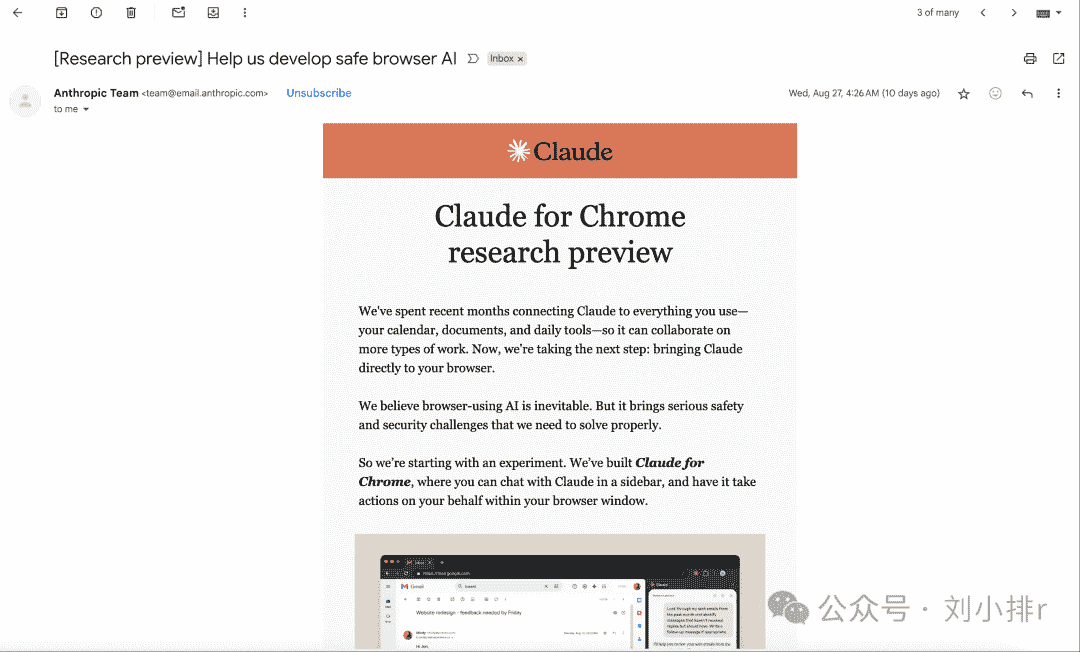 3 of many
[Research preview] Help us develop safe browser AI
Inbox ×
Anthropic Team <team@email.anthropic.com> Unsubscribe
Wed, Aug 27, 4:26 AM (10 days ago)
to me
Claude
Claude for Chrome
research preview
We've spent recent months connecting Claude to everything you use—
your calendar, documents, and daily tools—so it can collaborate on
more types of work. Now, we're taking the next step: bringing Claude
directly to your browser.
We believe browser-using AI is inevitable. But it brings serious safety
and security challenges that we need to solve properly.
So we're starting with an experiment. We've built Claude for
Chrome, where you can chat with Claude in a sidebar, and have it take
actions on your behalf within your browser window.
Gmail
Website redesign - feedback needed by Friday
公众号 · 刘小排r